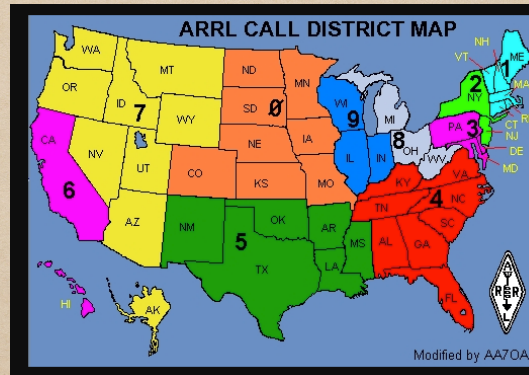 ARRL CALL DISTRICT MAP
NH
VT
ME
1
WA
MT
ND
MN
2
MA
OR
ID
7
SD
Ø
WI
NY
R
WY
9
MI
PA
3
CT
NJ
CA
NV
NE
IA
8
OH
DE
UT
IL
IN
WV
MD
6
CO
KS
MO
KY
VA
4
NC
TN
AZ
NM
OK
AR
SC
5
MS
AL
GA
TX
LA
HI
AK
FL
A
R R
L
Modified by AA7OA